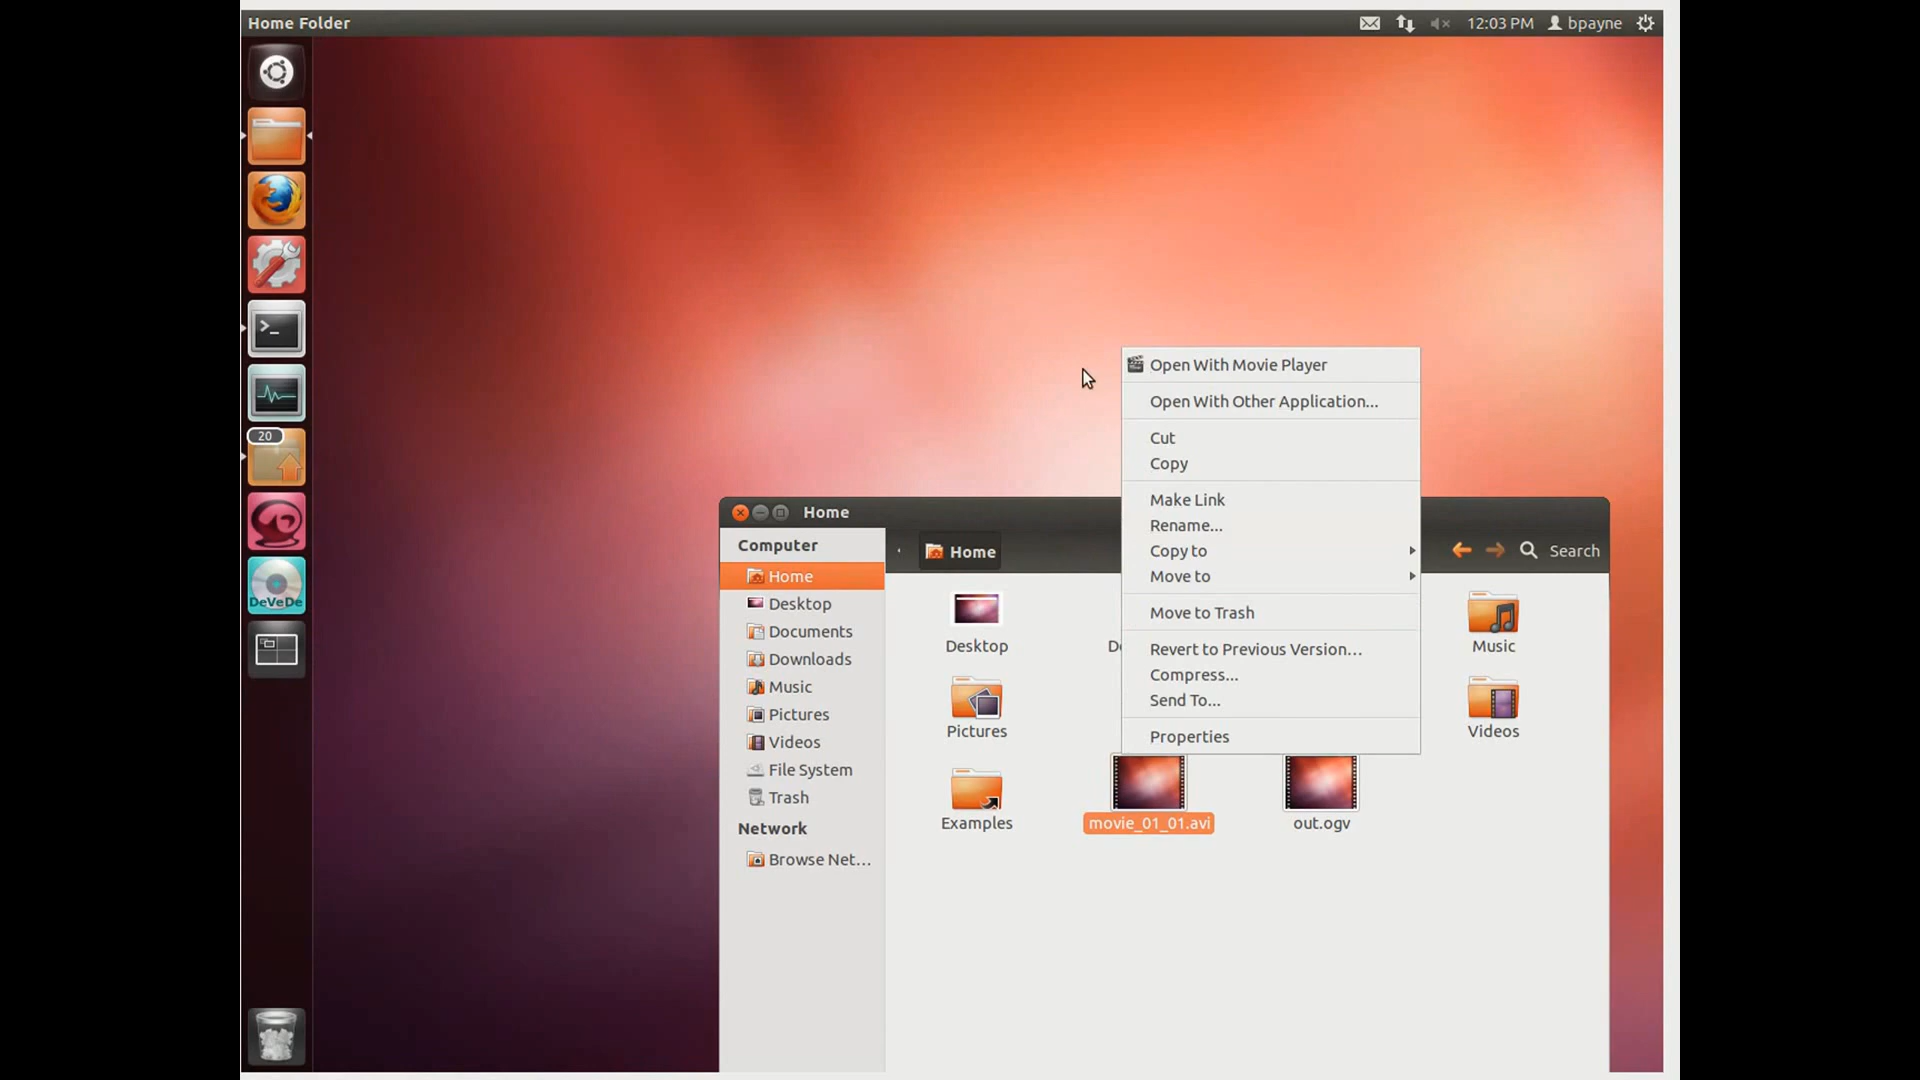 Home Folder
12:03 PM bpayne
20
DeVeDe
Home
Computer
Home
Desktop
Documents
Downloads
Music
Pictures
Videos
File System
Trash
Network
Browse Net...
Home
Search
Desktop
Music
Pictures
Videos
Examples
movie_01_01.avi
out.ogv
Open With Movie Player
Open With Other Application...
Cut
Copy
Make Link
Rename...
Copy to
Move to
Move to Trash
Revert to Previous Version...
Compress...
Send To...
Properties